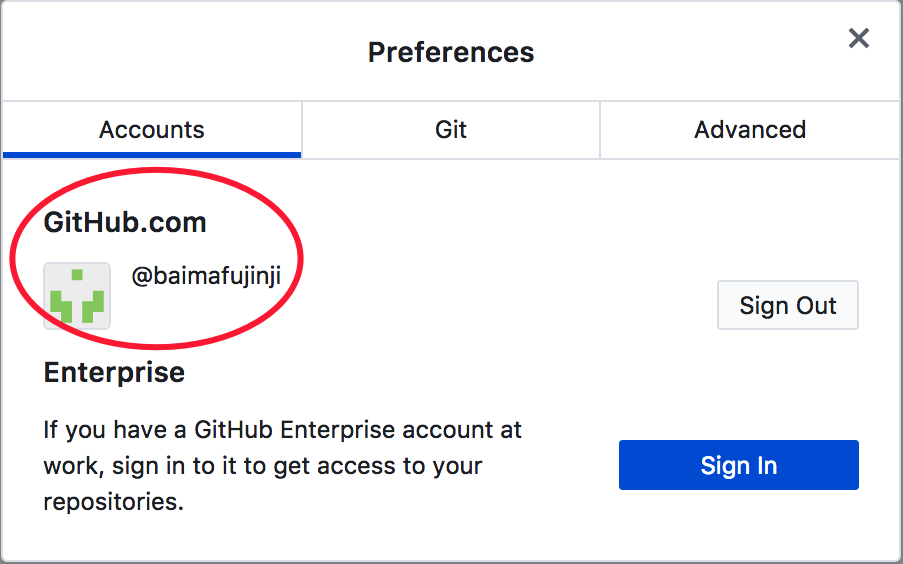 Preferences
Accounts
Git
Advanced
GitHub.com
@baimafujinji
Sign Out
Enterprise
If you have a GitHub Enterprise account at
work, sign in to it to get access to your
repositories.
Sign In